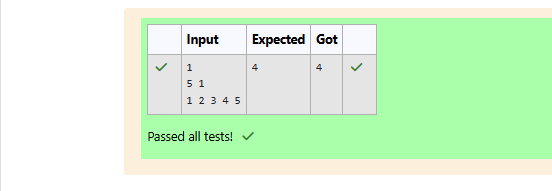 Input Expected Got
1 4 4
5 1
1 2 3 4 5
Passed all tests!